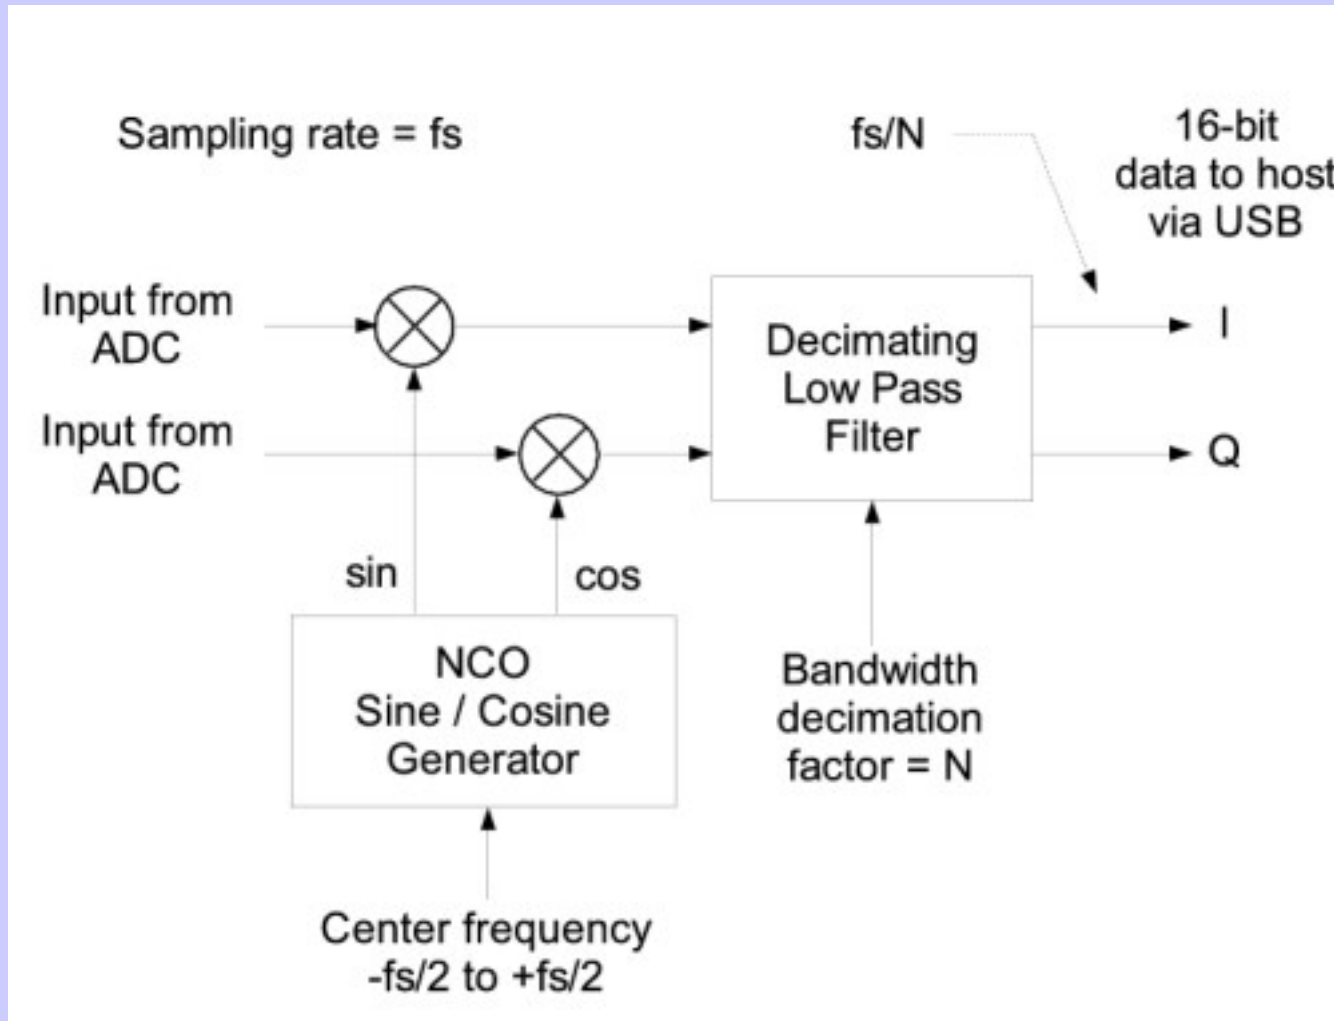 Sampling rate = fs
fs/N
16-bit
data to host
via USB
Input from
ADC
I
Decimating
Low Pass
Filter
Input from
ADC
Q
sin
cos
NCO
Sine / Cosine
Generator
Bandwidth
decimation
factor = N
Center frequency
-fs/2 to +fs/2